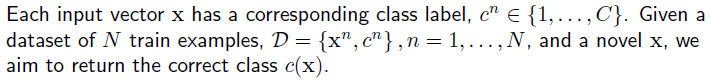 Each input vector x has a corresponding class label, cⁿ ∈ {1, . . . , C}. Given a
dataset of N train examples, 𝒟 = {xⁿ, cⁿ} , n = 1, . . . , N, and a novel x, we
aim to return the correct class c(x).